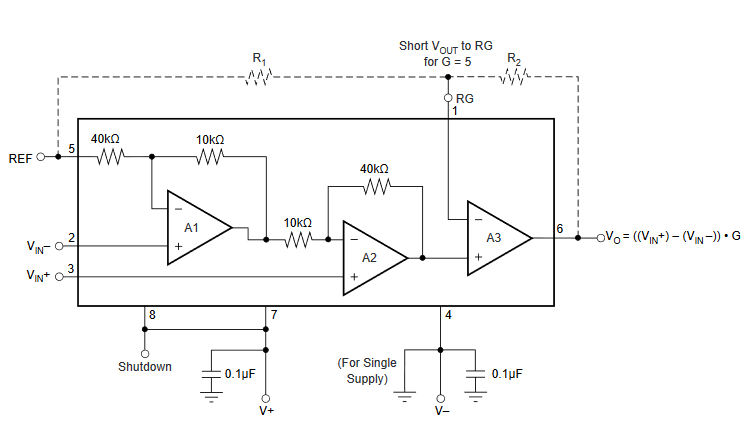 Short VOUT to RG
for G = 5
R1
R2
RG
1
REF
5
40kΩ
10kΩ
40kΩ
A1
−
+
10kΩ
A2
−
+
A3
−
+
6
VO = ((VIN+) – (VIN–)) • G
VIN–
2
VIN+
3
8
7
4
Shutdown
0.1µF
V+
(For Single
Supply)
0.1µF
V–